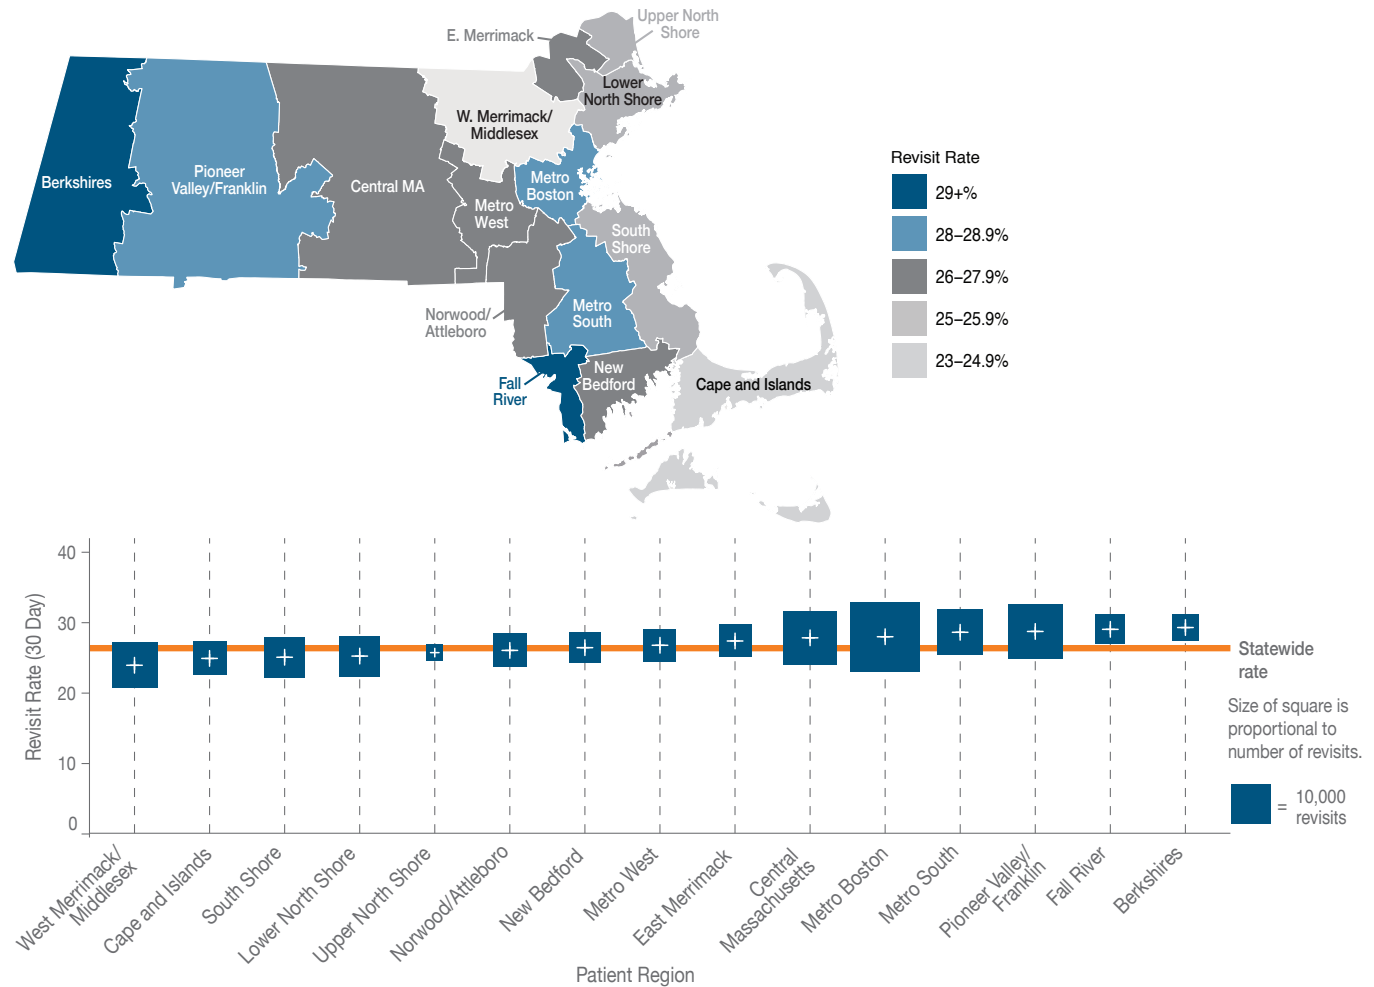 Upper North
Shore
E. Merrimack
Lower
North Shore
W. Merrimack/
Middlesex
Berkshires
Pioneer
Valley/Franklin
Central MA
Metro
Boston
Metro
West
South
Shore
Norwood/
Attleboro
Metro
South
Fall
River
New
Bedford
Cape and Islands
Revisit Rate
29+%
28–28.9%
26–27.9%
25–25.9%
23–24.9%
Revisit Rate (30 Day)
40
30
20
10
0
Statewide
rate
Size of square is
proportional to
number of revisits.
= 10,000
revisits
West Merrimack/
Middlesex
Cape and Islands
South Shore
Lower North Shore
Upper North Shore
Norwood/Attleboro
New Bedford
Metro West
East Merrimack
Central
Massachusetts
Metro Boston
Metro South
Pioneer Valley/
Franklin
Fall River
Berkshires
Patient Region